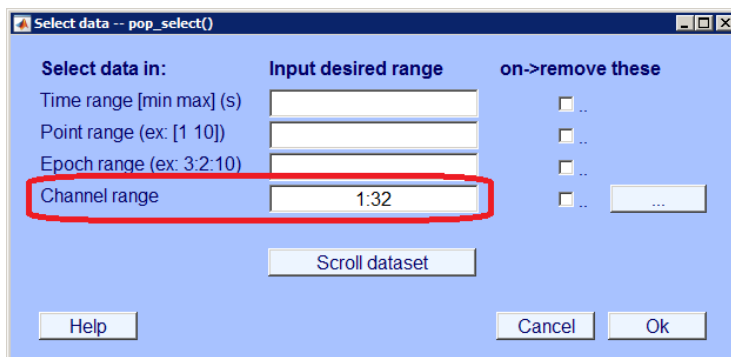 Select data -- pop_select()
Select data in: Input desired range on->remove these
Time range [min max] (s) ..
Point range (ex: [1 10]) ..
Epoch range (ex: 3:2:10) ..
Channel range 1:32 .. ...
Scroll dataset
Help Cancel Ok